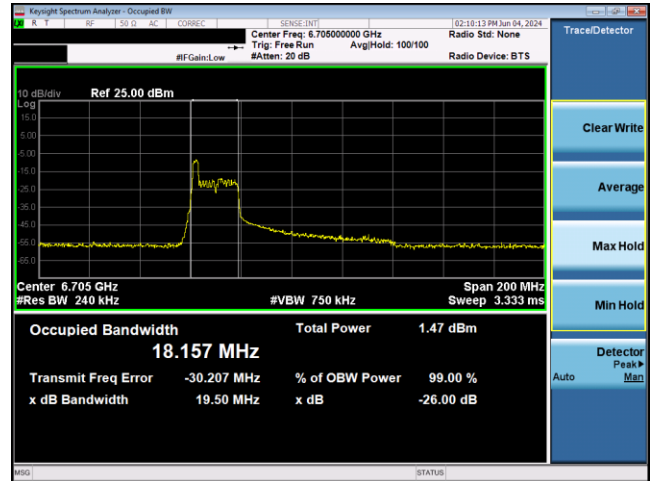 Keysight Spectrum Analyzer - Occupied BW
LXI R T RF 50 Ω AC CORREC SENSE:INT 02:10:13 PM Jun 04, 2024
Center Freq: 6.705000000 GHz Radio Std: None
Trig: Free Run Avg|Hold: 100/100
#IFGain:Low #Atten: 20 dB Radio Device: BTS
Trace/Detector
10 dB/div Ref 25.00 dBm
Log
15.0
5.00
-5.00
-15.0
-25.0
-35.0
-45.0
-55.0
-65.0
Center 6.705 GHz Span 200 MHz
#Res BW 240 kHz #VBW 750 kHz Sweep 3.333 ms
Occupied Bandwidth Total Power 1.47 dBm
18.157 MHz
Transmit Freq Error -30.207 MHz % of OBW Power 99.00 %
x dB Bandwidth 19.50 MHz x dB -26.00 dB
Clear Write
Average
Max Hold
Min Hold
Detector
Peak▶
Auto Man
MSG STATUS